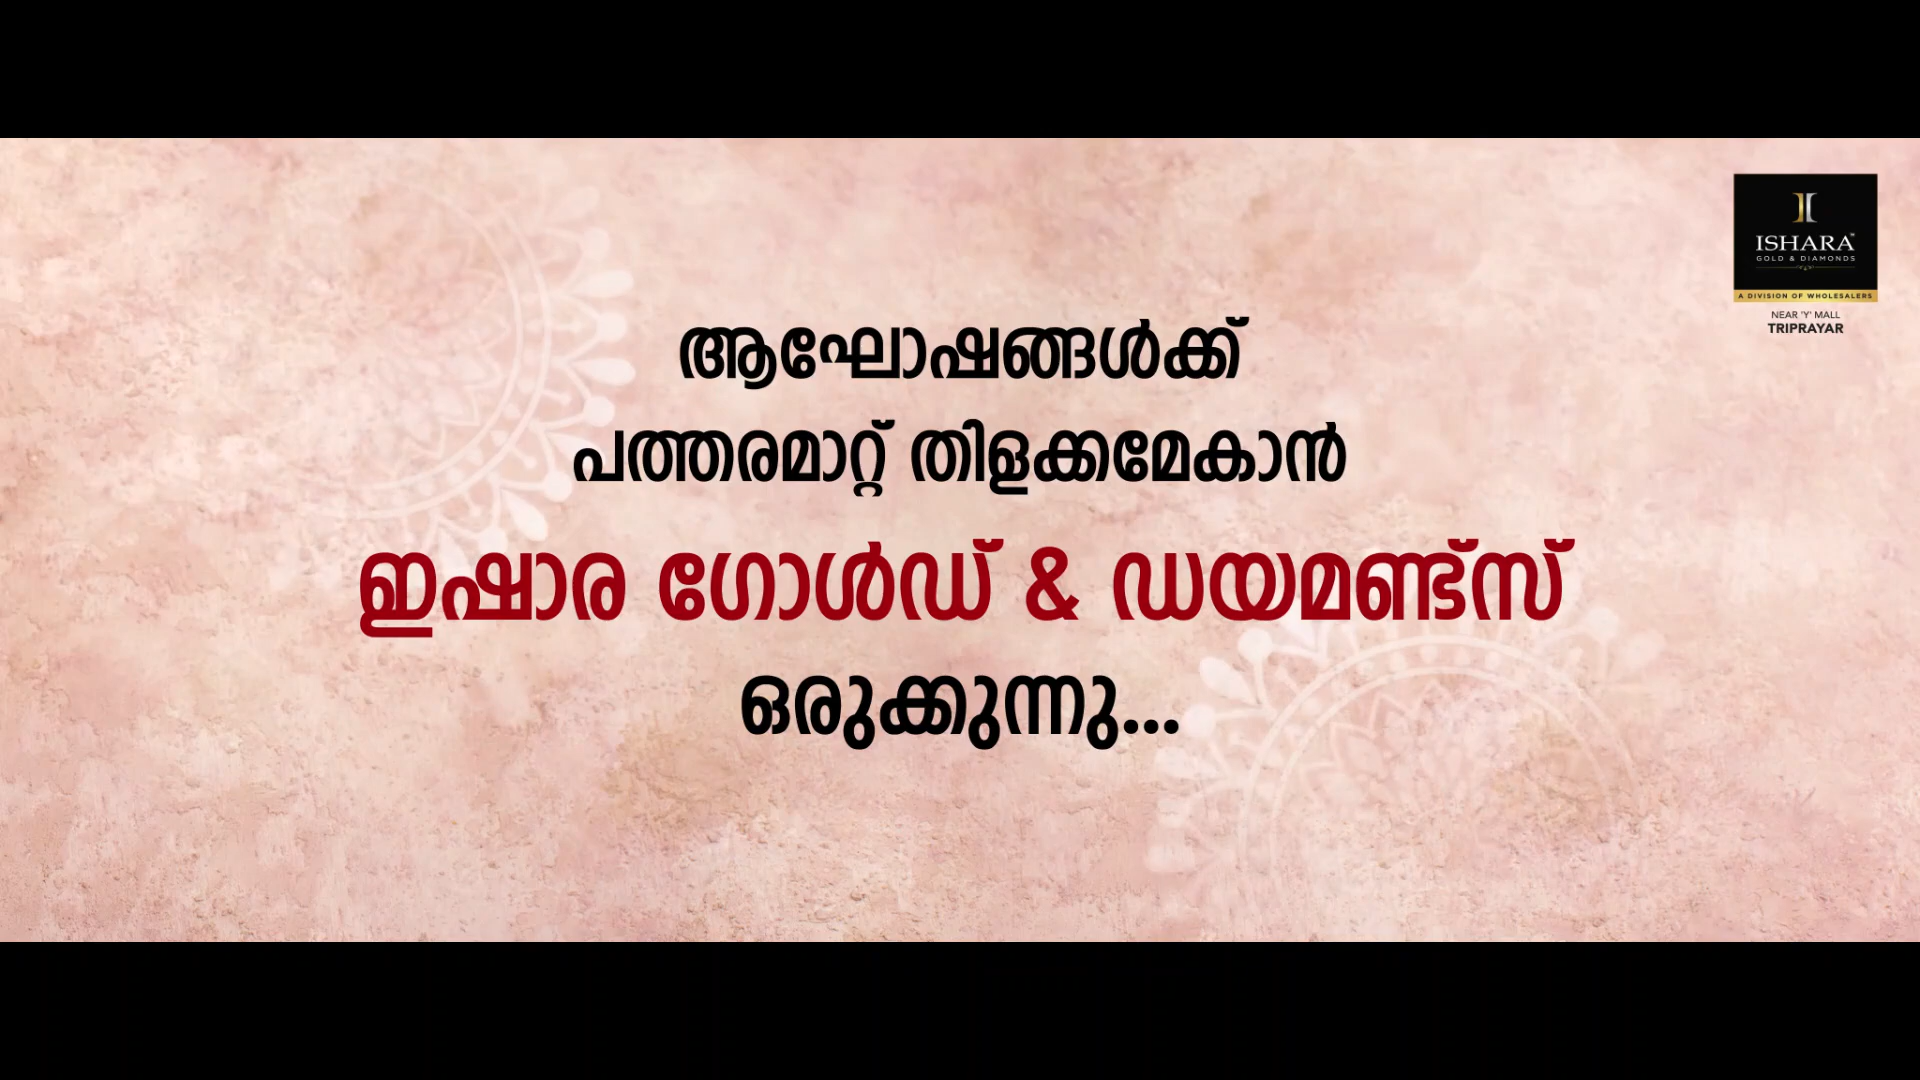 ആഘോഷങ്ങൾക്ക്
പത്തരമാറ്റ് തിളക്കമേകാൻ
ഇഷാര ഗോൾഡ് & ഡയമണ്ട്സ്
ഒരുക്കുന്നു...
ISHARA™
GOLD & DIAMONDS
A DIVISION OF WHOLESALERS
NEAR 'Y' MALL
TRIPRAYAR